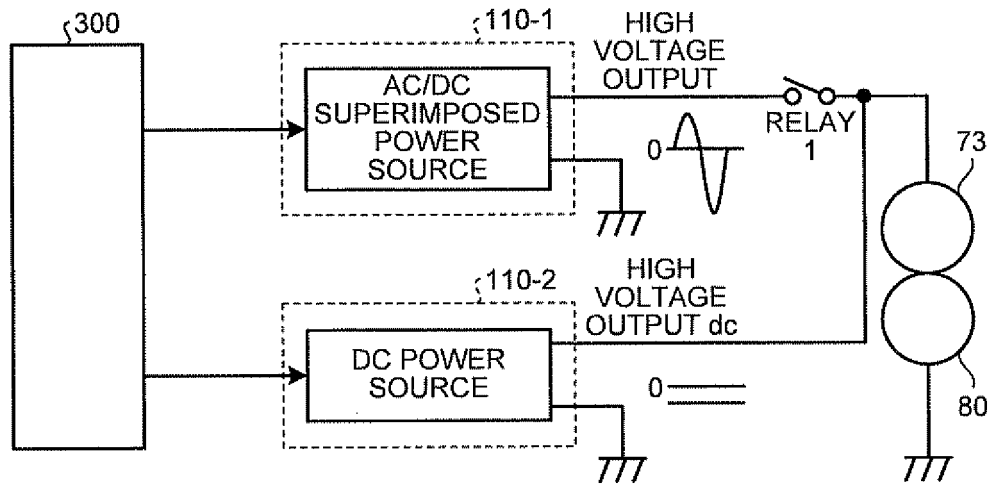 300
110-1
AC/DC
SUPERIMPOSED
POWER
SOURCE
HIGH
VOLTAGE
OUTPUT
0
RELAY
1
73
110-2
DC POWER
SOURCE
HIGH
VOLTAGE
OUTPUT dc
0
80